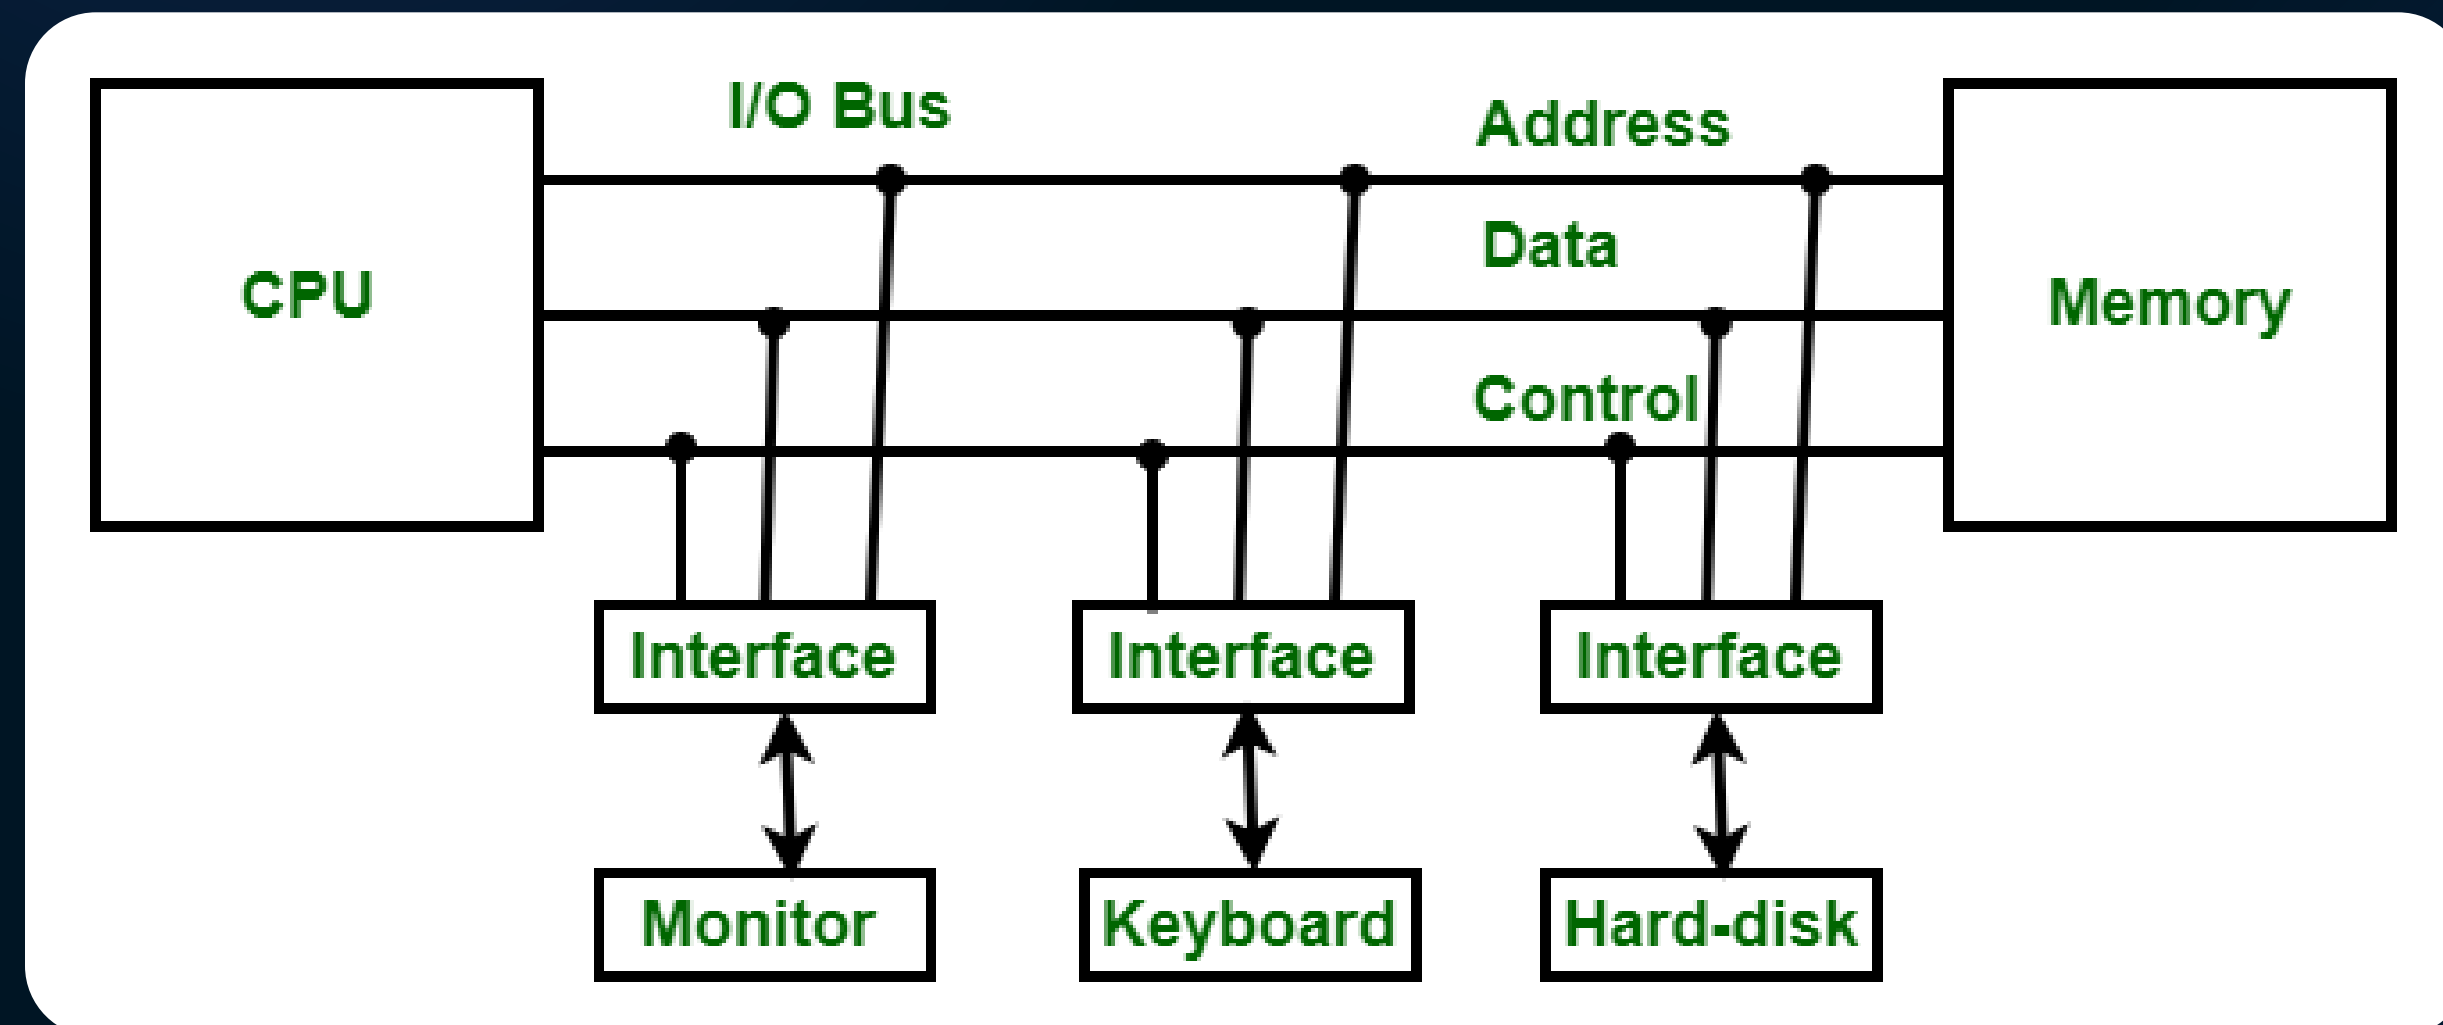 I/O Bus
Address
Data
CPU
Memory
Control
Interface
Interface
Interface
Monitor
Keyboard
Hard-disk